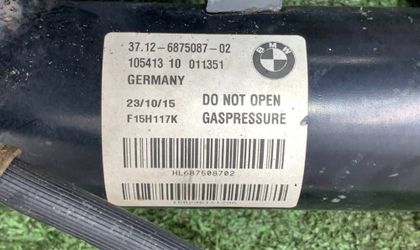 37.12-6875087-02
105413 10 011351
GERMANY
BMW
23/10/15
F15H117K
DO NOT OPEN
GASPRESSURE
HL687508702